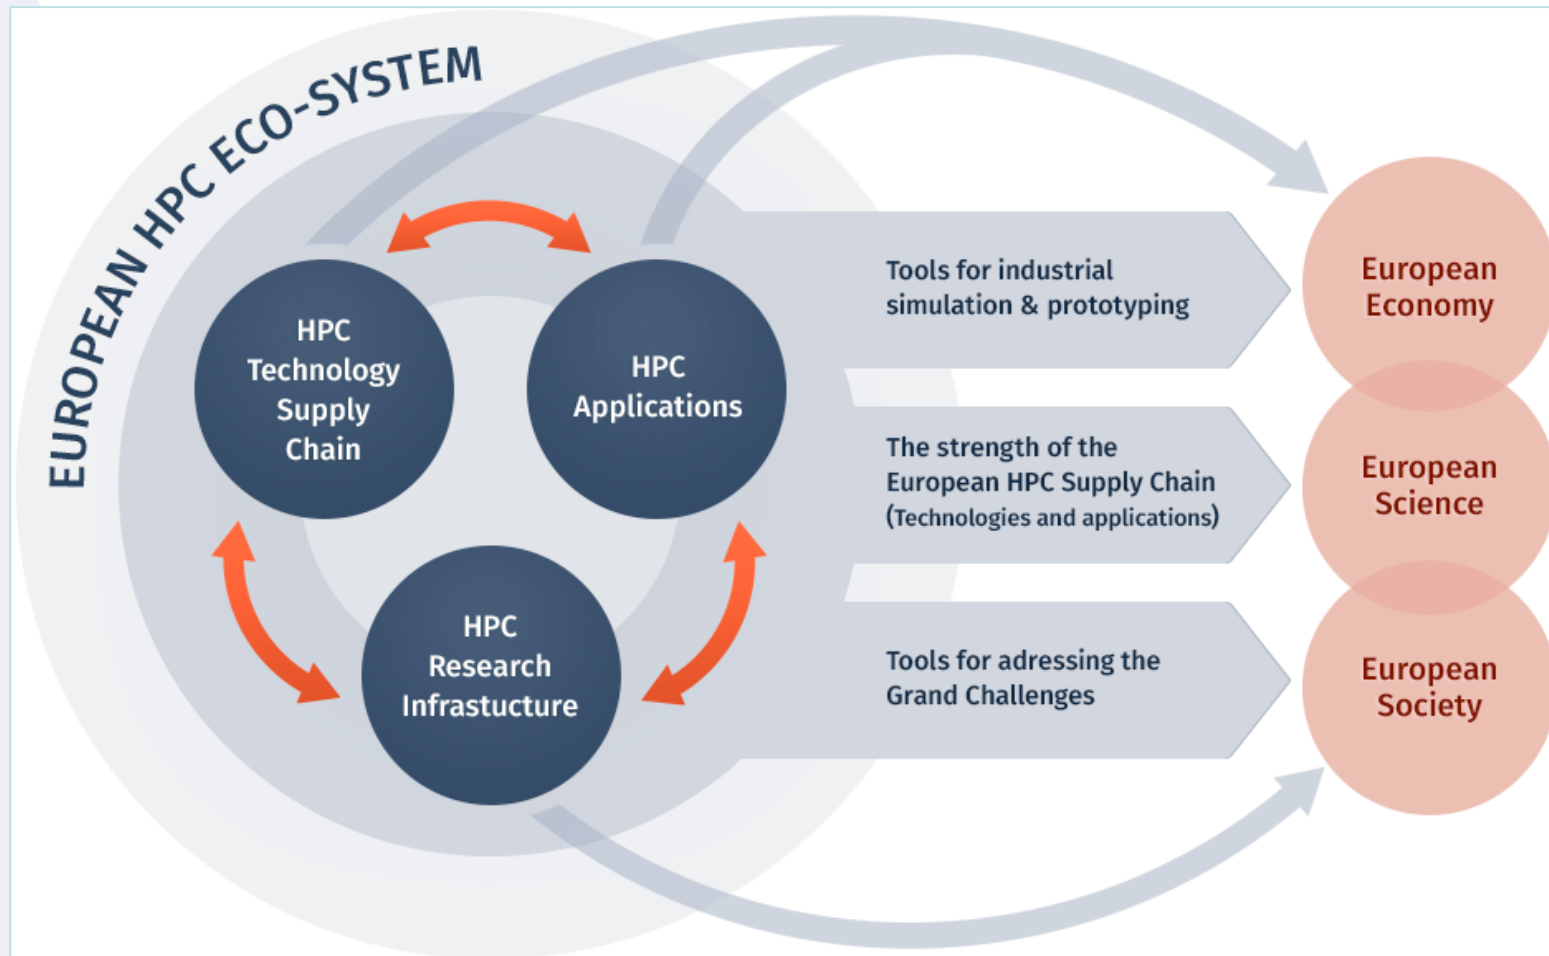 EUROPEAN HPC ECO-SYSTEM
HPC
Technology
Supply
Chain
HPC
Applications
HPC
Research
Infrastucture
Tools for industrial
simulation & prototyping
The strength of the
European HPC Supply Chain
(Technologies and applications)
Tools for adressing the
Grand Challenges
European
Economy
European
Science
European
Society